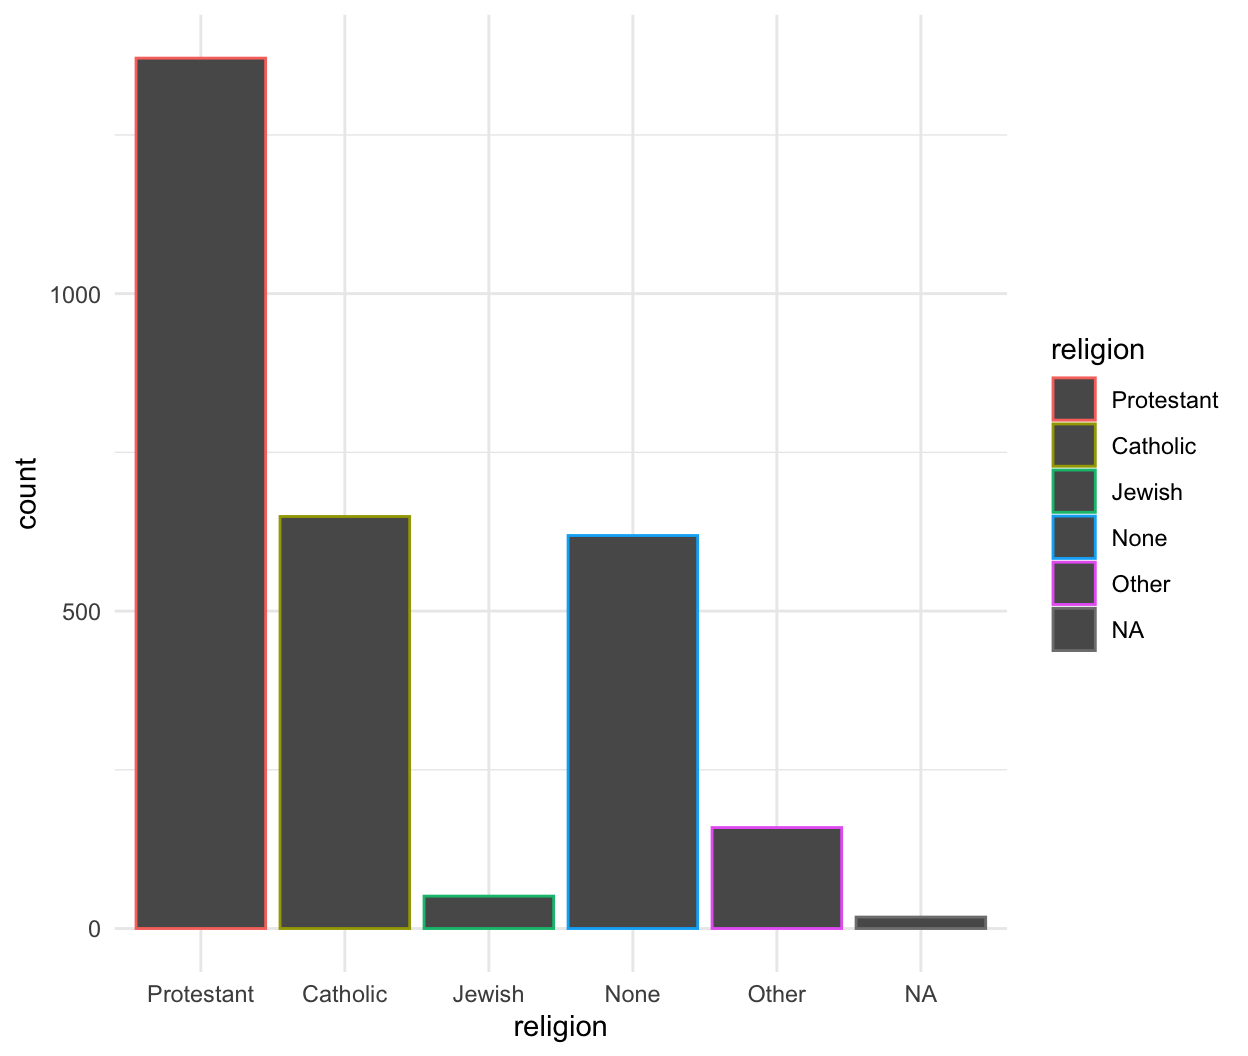 count
1000
500
0
Protestant Catholic Jewish None Other NA
religion
religion
Protestant
Catholic
Jewish
None
Other
NA